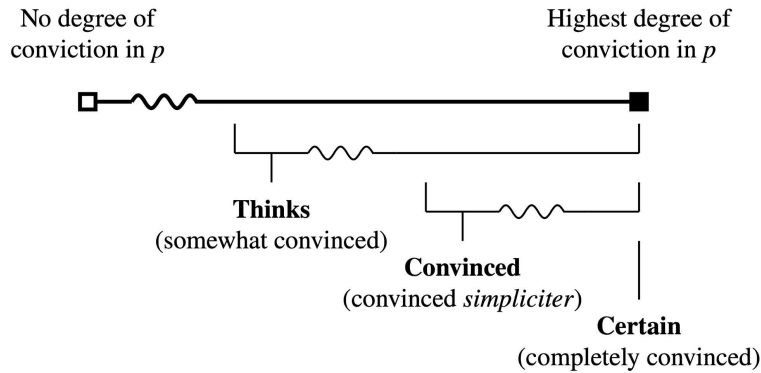 No degree of
conviction in p
Highest degree of
conviction in p
Thinks
(somewhat convinced)
Convinced
(convinced simpliciter)
Certain
(completely convinced)